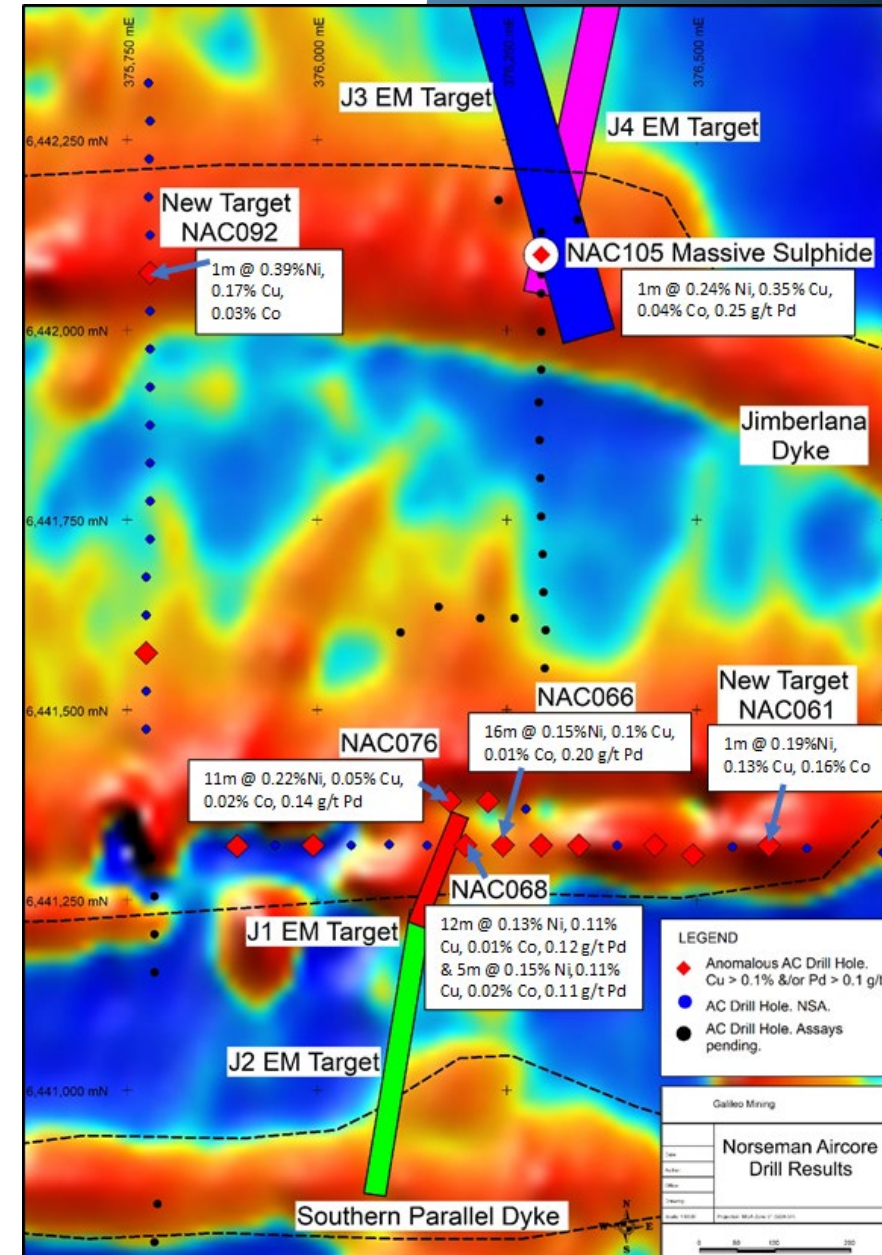 375,750 mE
376,000 mE
376,250 mE
376,500 mE
J3 EM Target
J4 EM Target
6,442,250 mN
New Target
NAC092
1m @ 0.39%Ni,
0.17% Cu,
0.03% Co
NAC105 Massive Sulphide
1m @ 0.24% Ni, 0.35% Cu,
0.04% Co, 0.25 g/t Pd
6,442,000 mN
Jimberlana
Dyke
6,441,750 mN
6,441,500 mN
NAC066
16m @ 0.15%Ni, 0.1% Cu,
0.01% Co, 0.20 g/t Pd
New Target
NAC061
1m @ 0.19%Ni,
0.13% Cu, 0.16% Co
NAC076
11m @ 0.22%Ni, 0.05% Cu,
0.02% Co, 0.14 g/t Pd
6,441,250 mN
NAC068
12m @ 0.13% Ni, 0.11%
Cu, 0.01% Co, 0.12 g/t Pd
& 5m @ 0.15% Ni,0.11%
Cu, 0.02% Co, 0.11 g/t Pd
J1 EM Target
J2 EM Target
6,441,000 mN
Southern Parallel Dyke
N
W E
S
LEGEND
Anomalous AC Drill Hole.
Cu > 0.1% &/or Pd > 0.1 g/t
AC Drill Hole. NSA.
AC Drill Hole. Assays
pending.
Galileo Mining
Norseman Aircore
Drill Results
Date:
Author:
Office:
Drawing:
0 50 100 200